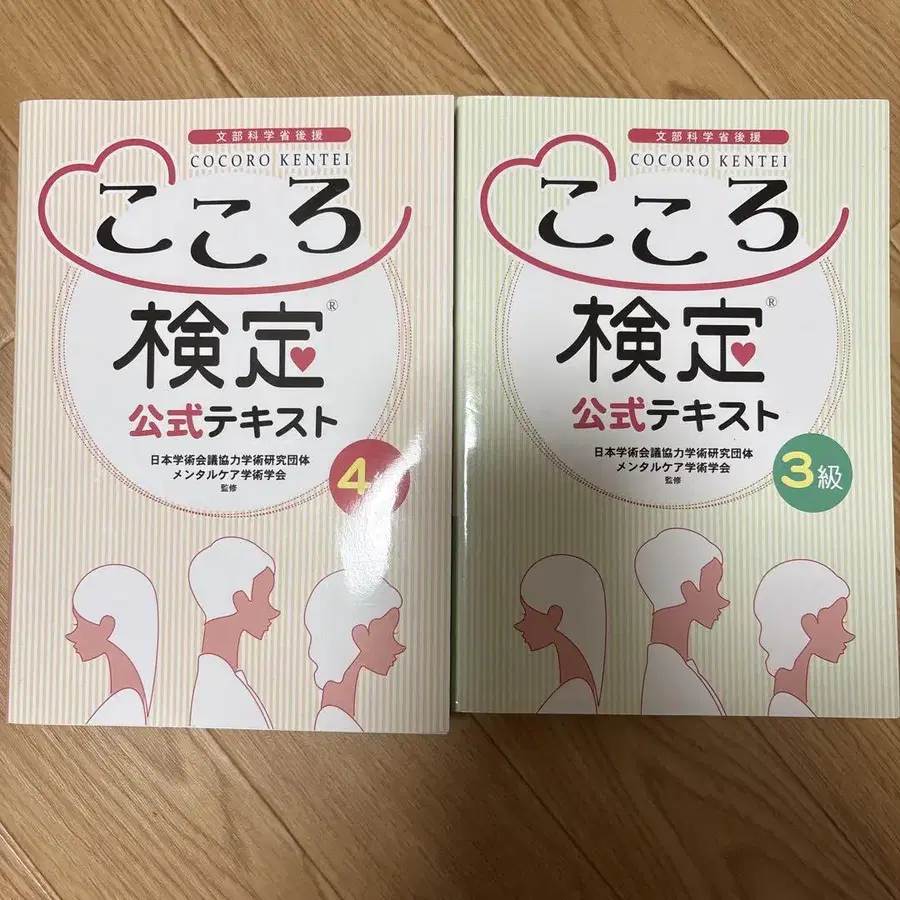 文部科学省後援
COCORO KENTEI
こころ
検定®
公式テキスト
日本学術会議協力学術研究団体
メンタルケア学術学会
監修
4
文部科学省後援
COCORO KENTEI
こころ
検定®
公式テキスト
日本学術会議協力学術研究団体
メンタルケア学術学会
監修
3級